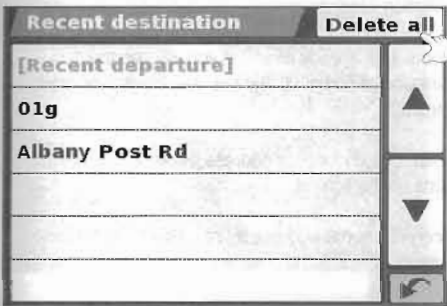 Recent destination
Delete all
[Recent departure]
01g
Albany Post Rd